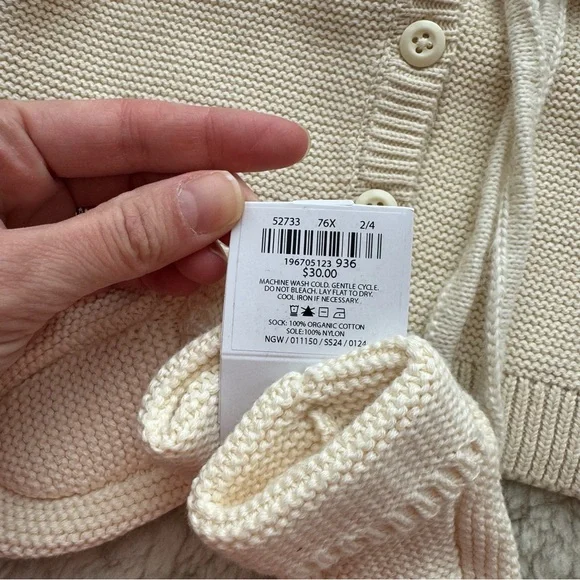 52733 76X 2/4
196705123 936
$30.00
MACHINE WASH COLD. GENTLE CYCLE.
DO NOT BLEACH. LAY FLAT TO DRY.
COOL IRON IF NECESSARY.
SOCK: 100% ORGANIC COTTON
SOLE:100% NYLON
NGW / 011150 / SS24 / 0124